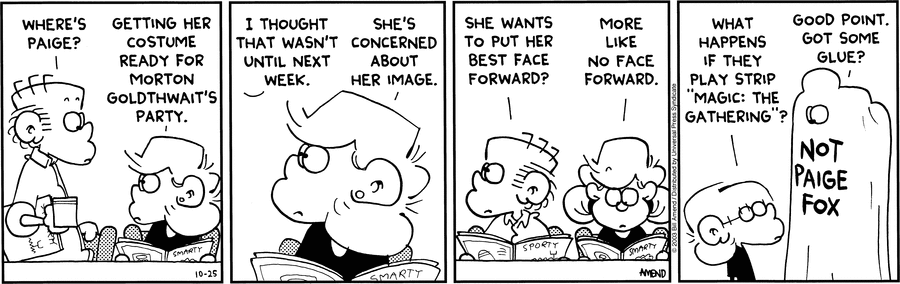 WHERE'S
PAIGE?
GETTING HER
COSTUME
READY FOR
MORTON
GOLDTHWAIT'S
PARTY.
SMARTY
10-25
I THOUGHT
THAT WASN'T
UNTIL NEXT
WEEK.
SHE'S
CONCERNED
ABOUT
HER IMAGE.
SMARTY
SHE WANTS
TO PUT HER
BEST FACE
FORWARD?
MORE
LIKE
NO FACE
FORWARD.
SPORTY
SMARTY
AMEND
© 2003 Bill Amend / Distributed by Universal Press Syndicate
WHAT
HAPPENS
IF THEY
PLAY STRIP
"MAGIC: THE
GATHERING"?
GOOD POINT.
GOT SOME
GLUE?
NOT
PAIGE
FOX